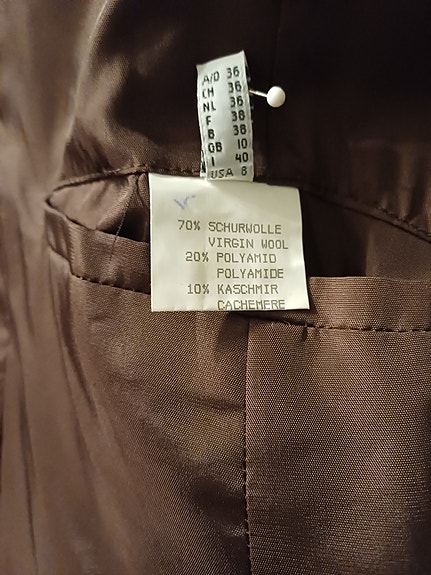 A/D 36
CH 36
NL 36
F 38
B 38
GB 10
I 40
USA 8
70% SCHURWOLLE
VIRGIN WOOL
20% POLYAMID
POLYAMIDE
10% KASCHMIR
CACHEMERE